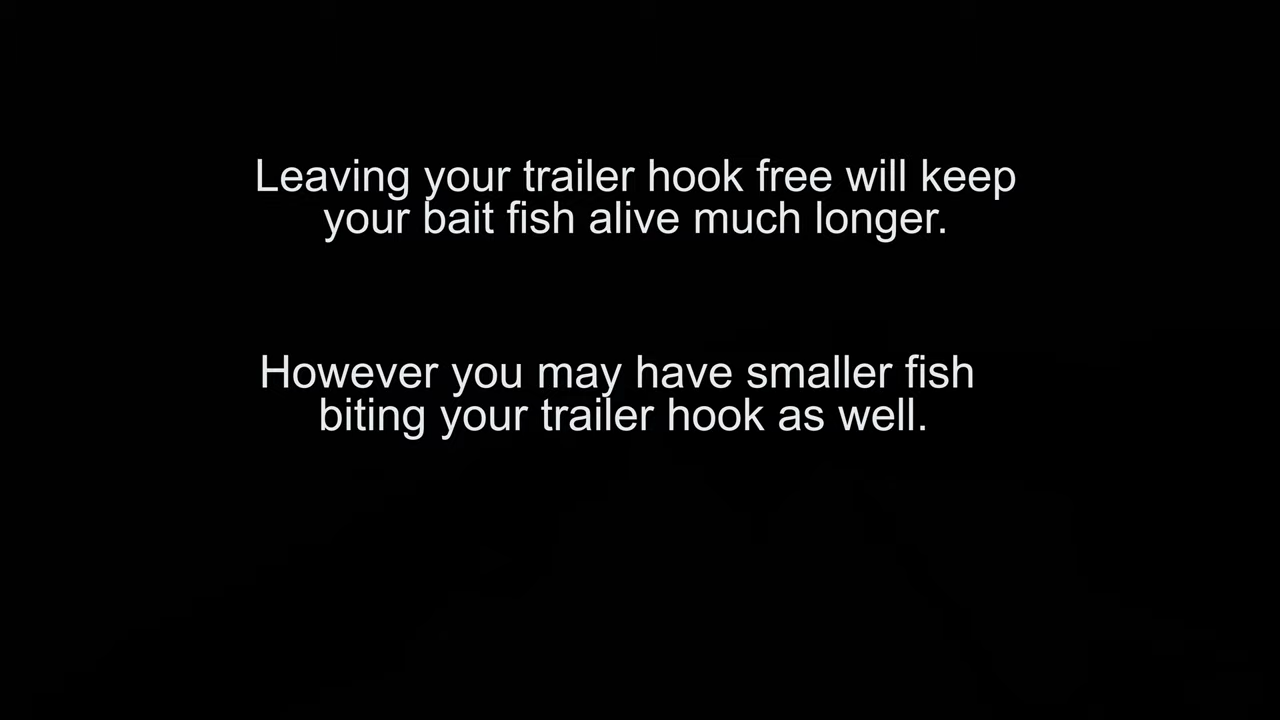 Leaving your trailer hook free will keep
your bait fish alive much longer.
However you may have smaller fish
biting your trailer hook as well.